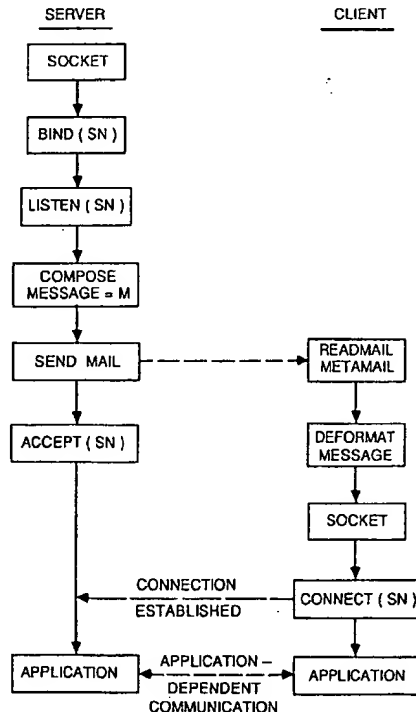 SERVER
CLIENT
SOCKET
BIND ( SN )
LISTEN ( SN )
COMPOSE
MESSAGE = M
SEND MAIL
READMAIL
METAMAIL
ACCEPT ( SN )
DEFORMAT
MESSAGE
SOCKET
CONNECTION
ESTABLISHED
CONNECT ( SN )
APPLICATION
APPLICATION –
DEPENDENT
COMMUNICATION
APPLICATION